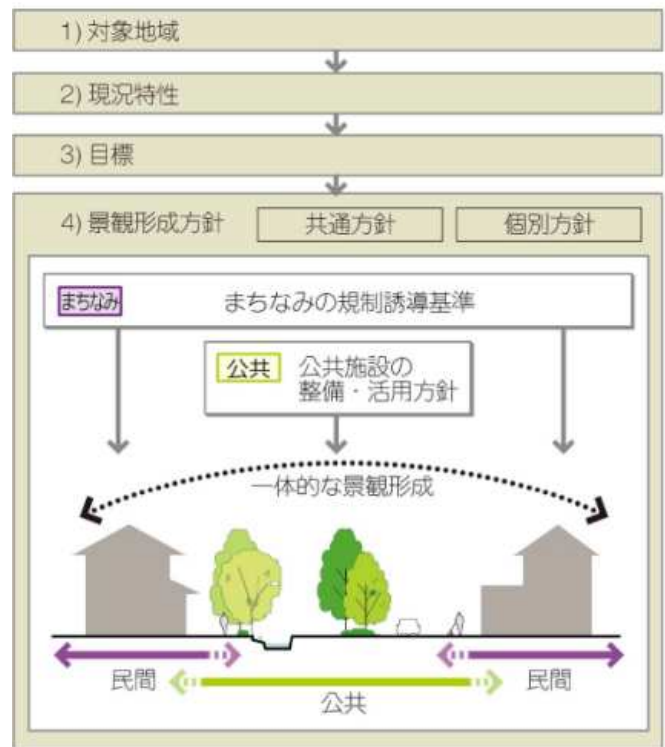 1) 対象地域
2) 現況特性
3) 目標
4) 景観形成方針
共通方針
個別方針
まちなみ
まちなみの規制誘導基準
公共
公共施設の
整備・活用方針
一体的な景観形成
民間
民間
公共